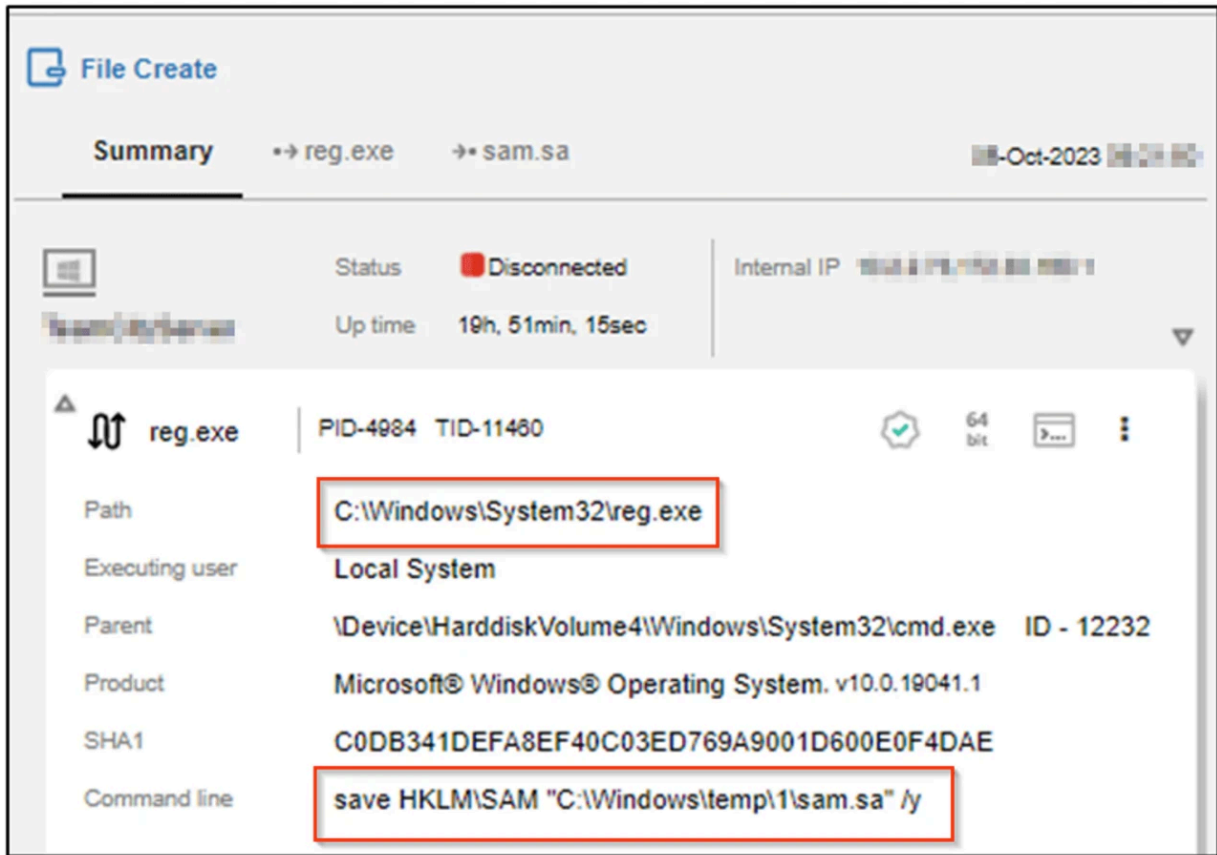 File Create
Summary reg.exe sam.sa -Oct-2023
Status Disconnected Internal IP
Up time 19h, 51min, 15sec
reg.exe PID-4984 TID-11460 64 bit >...
Path C:\Windows\System32\reg.exe
Executing user Local System
Parent \Device\HarddiskVolume4\Windows\System32\cmd.exe ID - 12232
Product Microsoft® Windows® Operating System. v10.0.19041.1
SHA1 C0DB341DEFA8EF40C03ED769A9001D600E0F4DAE
Command line save HKLM\SAM "C:\Windows\temp\1\sam.sa" /y